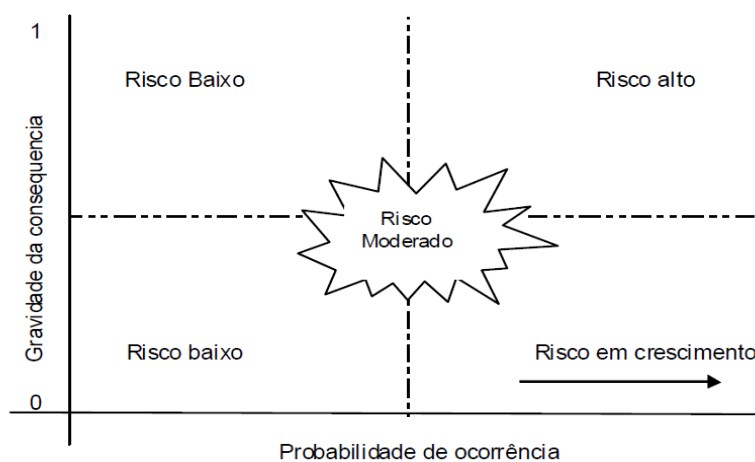 1
Risco Baixo
Risco alto
Gravidade da consequencia
Risco
Moderado
Risco baixo
Risco em crescimento
0
Probabilidade de ocorrência